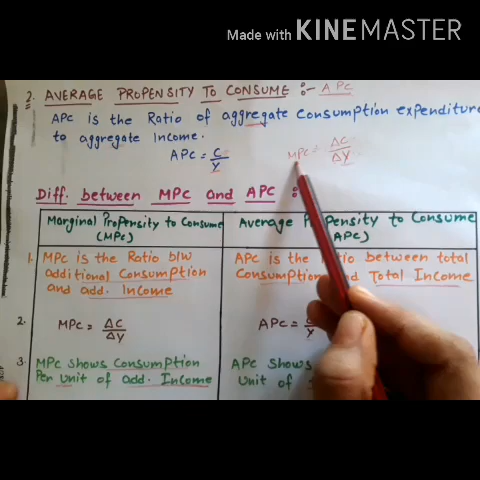 Made with KINEMASTER
2. AVERAGE PROPENSITY TO CONSUME :- APC
APC is the Ratio of aggregate Consumption expenditure
to aggregate Income.
APC = C/Y
MPC = ΔC/ΔY
Diff. between MPC and APC :
Marginal Propensity to Consume
(MPC)
Average Propensity to Consume
APC)
1. MPC is the Ratio b/w
additional Consumption
and add. Income
APC is the between total
Consumption and Total Income
2. MPC = ΔC/ΔY
APC = C/Y
3. MPC shows Consumption
Per unit of add. Income
APC shows
unit of